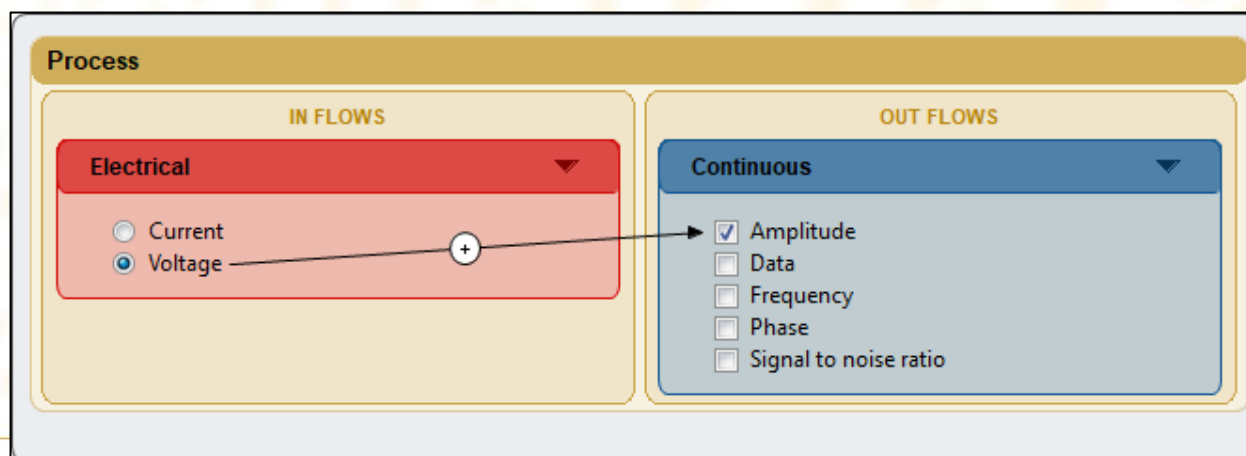 Process
IN FLOWS
Electrical
Current
Voltage
+
OUT FLOWS
Continuous
Amplitude
Data
Frequency
Phase
Signal to noise ratio